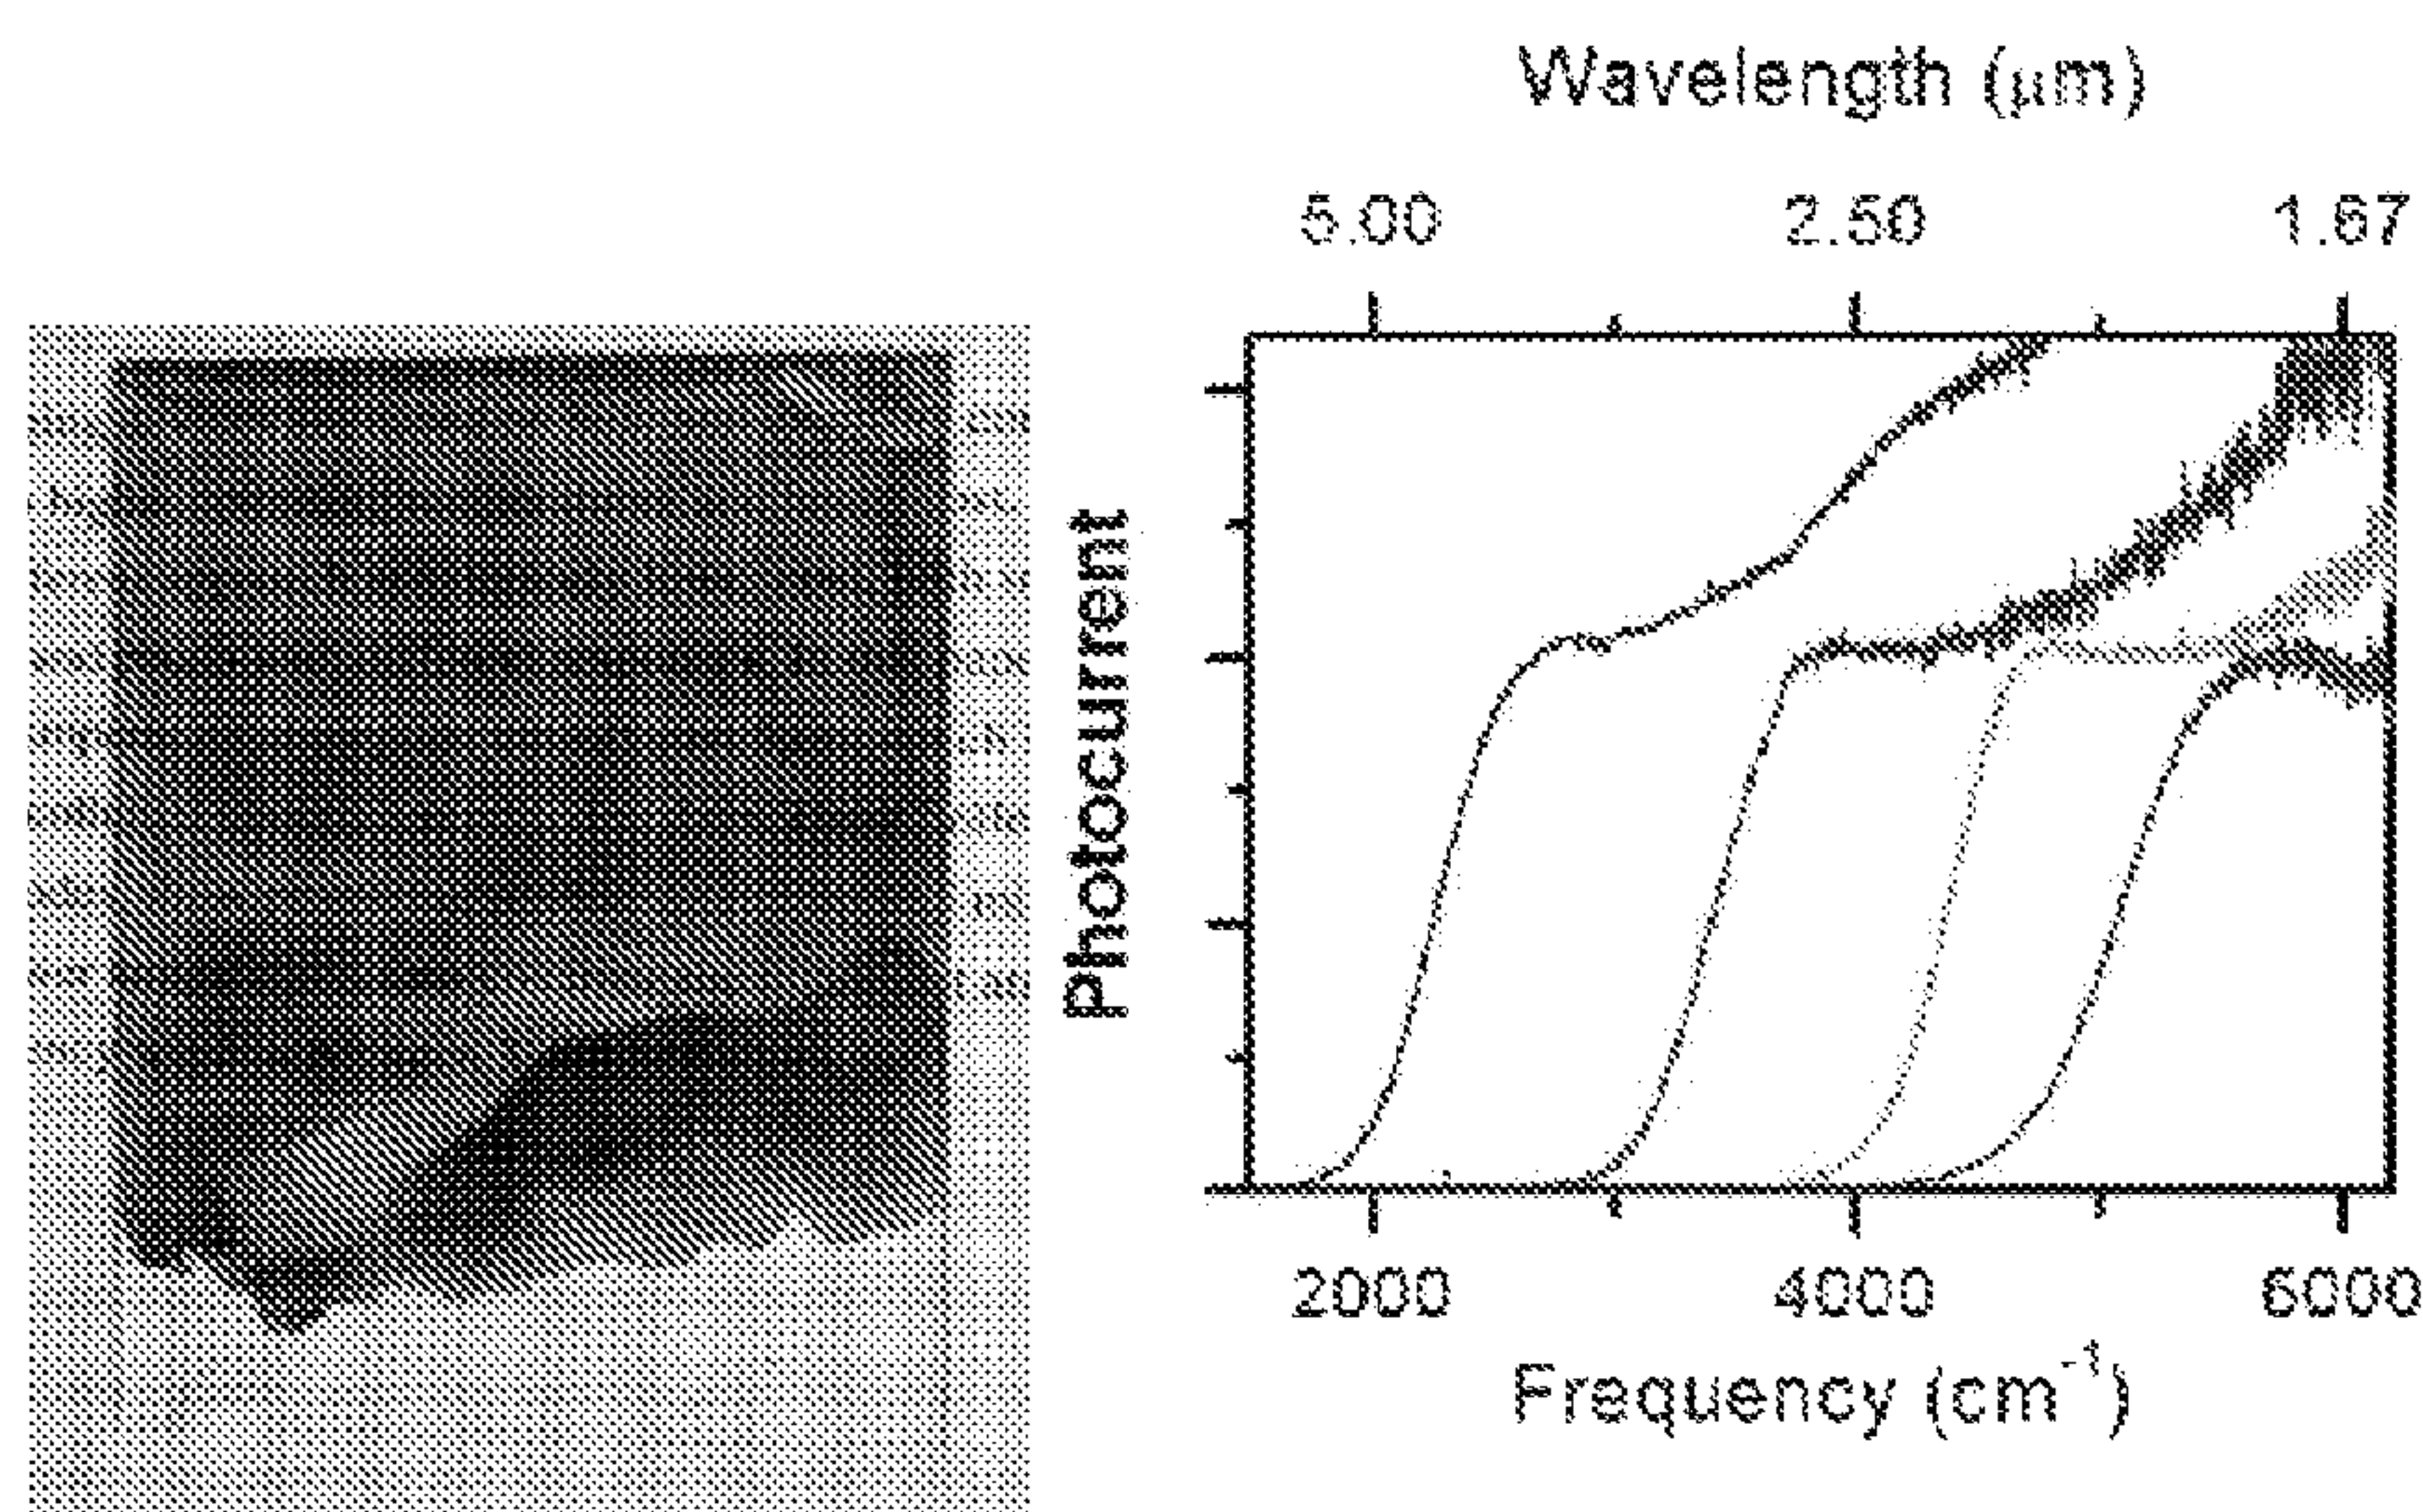 Wavelength (μm)
5.00 2.50 1.67
Photocurrent
2000 4000 6000
Frequency (cm⁻¹)